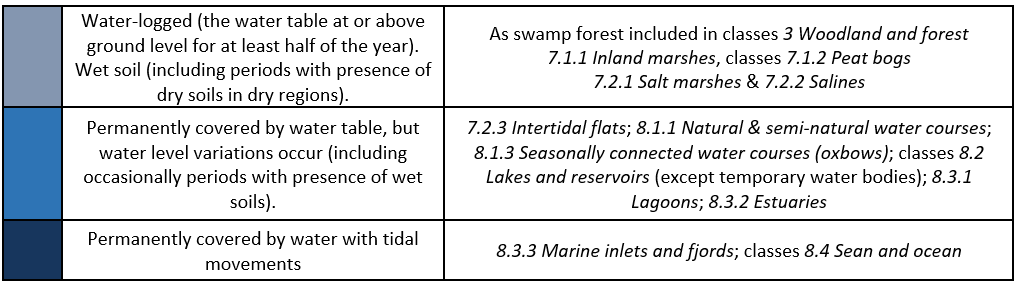 Water-logged (the water table at or above
ground level for at least half of the year).
Wet soil (including periods with presence of
dry soils in dry regions).
As swamp forest included in classes 3 Woodland and forest
7.1.1 Inland marshes, classes 7.1.2 Peat bogs
7.2.1 Salt marshes & 7.2.2 Salines
Permanently covered by water table, but
water level variations occur (including
occasionally periods with presence of wet
soils).
7.2.3 Intertidal flats; 8.1.1 Natural & semi-natural water courses;
8.1.3 Seasonally connected water courses (oxbows); classes 8.2
Lakes and reservoirs (except temporary water bodies); 8.3.1
Lagoons; 8.3.2 Estuaries
Permanently covered by water with tidal
movements
8.3.3 Marine inlets and fjords; classes 8.4 Sean and ocean